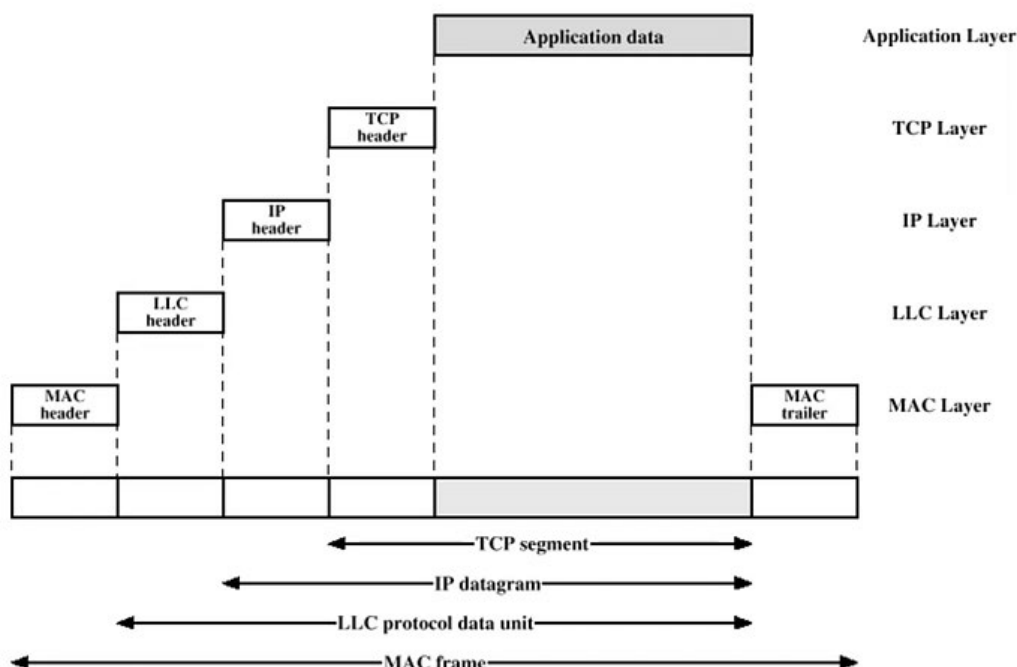 Application data
Application Layer
TCP
header
TCP Layer
IP
header
IP Layer
LLC
header
LLC Layer
MAC
header
MAC
trailer
MAC Layer
TCP segment
IP datagram
LLC protocol data unit
MAC frame